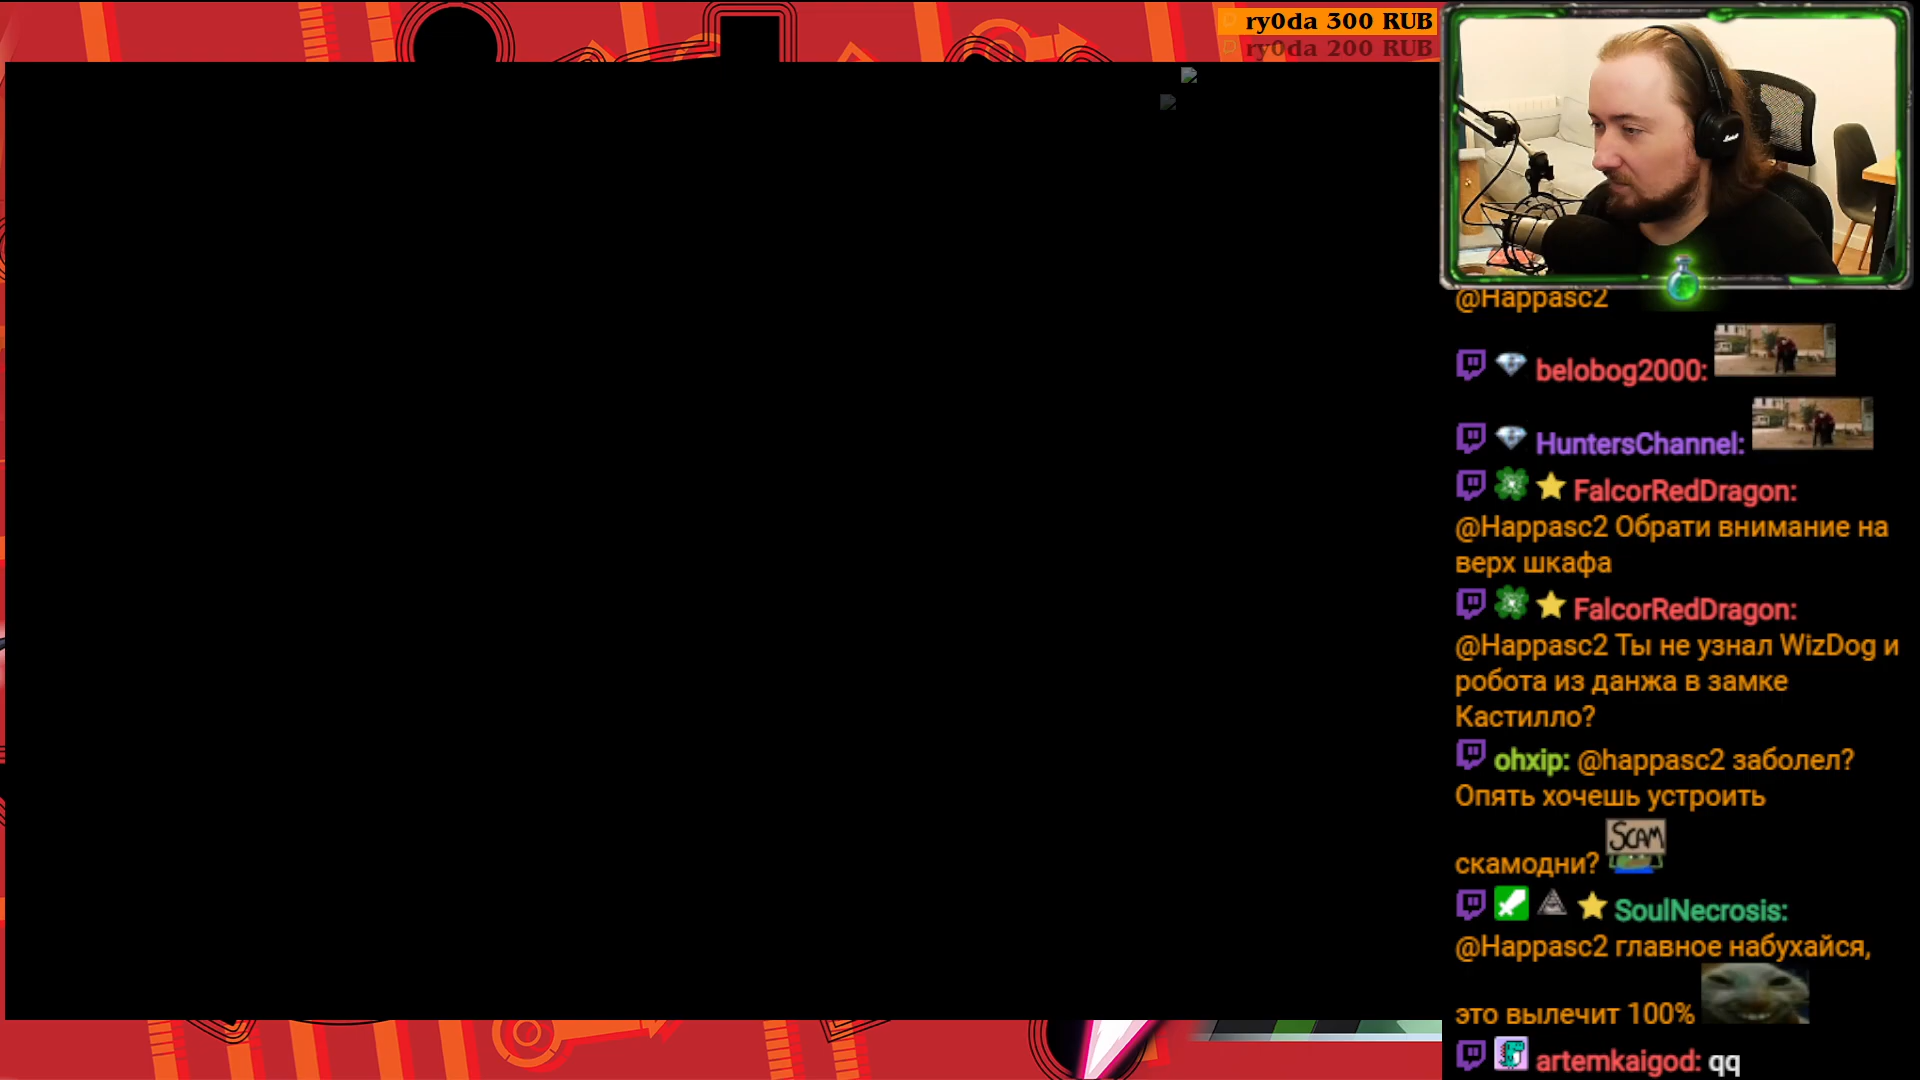 ry0da 300 RUB
ry0da 200 RUB
@Happasc2
belobog2000:
HuntersChannel:
FalcorRedDragon:
@Happasc2 Обрати внимание на
верх шкафа
FalcorRedDragon:
@Happasc2 Ты не узнал WizDog и
робота из данжа в замке
Кастилло?
ohxip: @happasc2 заболел?
Опять хочешь устроить
скамодни? SCAM
SoulNecrosis:
@Happasc2 главное набухайся,
это вылечит 100%
artemkaigod: qq